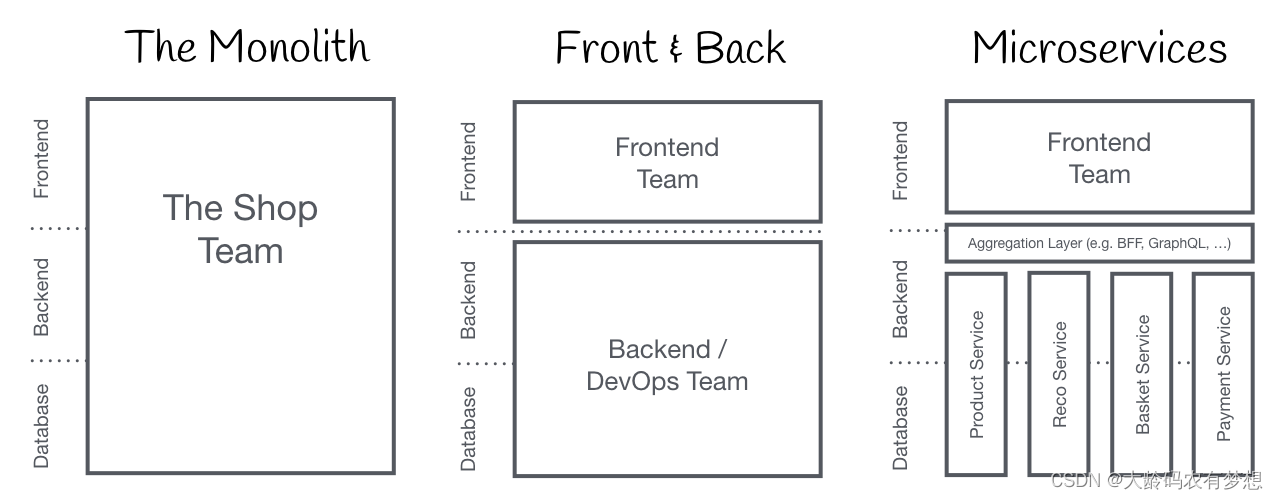 The Monolith
Frontend
Backend
Database
The Shop
Team
Front & Back
Frontend
Backend
Database
Frontend
Team
Backend /
DevOps Team
Microservices
Frontend
Backend
Database
Frontend
Team
Aggregation Layer (e.g. BFF, GraphQL, …)
Product Service
Reco Service
Basket Service
Payment Service
CSDN @大龄码农有梦想